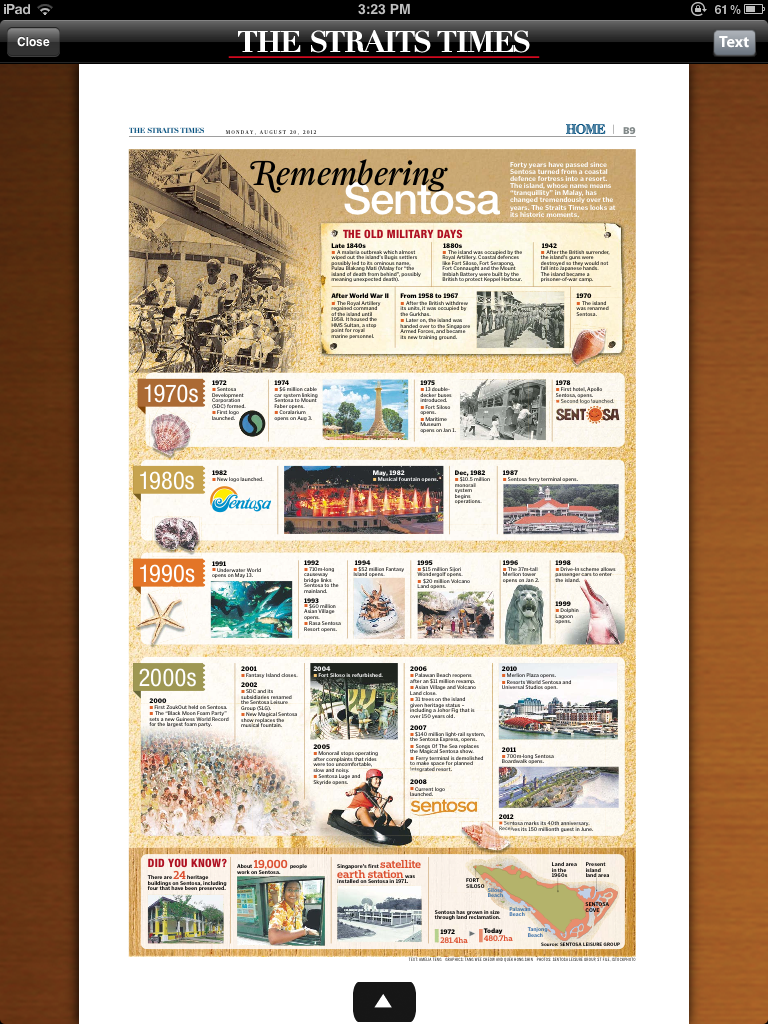 iPad
3:23 PM
61 %
Close
THE STRAITS TIMES
Text
THE STRAITS TIMES
MONDAY, AUGUST 20, 2012
HOME | B9
Remembering
Sentosa
Forty years have passed since
Sentosa turned from a coastal
defence fortress into a resort.
The island, whose name means
"tranquillity" in Malay, has
changed tremendously over the
years. The Straits Times looks at
its historic moments.
THE OLD MILITARY DAYS
Late 1840s
A malaria outbreak which almost
wiped out the island's Bugis settlers
possibly led to its ominous name,
Pulau Blakang Mati (Malay for "the
island of death from behind", possibly
meaning unexpected death).
1880s
The island was occupied by the
Royal Artillery. Coastal defences
like Fort Siloso, Fort Serapong,
Fort Connaught and the Mount
Imbiah Battery were built by the
British to protect Keppel Harbour.
1942
After the British surrender,
the island's guns were
destroyed so they would not
fall into Japanese hands.
The island became a
prisoner-of-war camp.
After World War II
The Royal Artillery
regained command
of the island until
1958. It housed the
HMS Sultan, a stop
point for royal
marine personnel.
From 1958 to 1967
After the British withdrew
its units, it was occupied by
the Gurkhas.
Later on, the island was
handed over to the Singapore
Armed Forces, and became
its new training ground.
1970
The island
was renamed
Sentosa.
1970s
1972
Sentosa
Development
Corporation
(SDC) formed.
First logo
launched.
1974
$6 million cable
car system linking
Sentosa to Mount
Faber opens.
Coralarium
opens on Aug 3.
1975
13 double-
decker buses
introduced.
Fort Siloso
opens.
Maritime
Museum
opens on Jan 1.
1978
First hotel, Apollo
Sentosa, opens.
Second logo launched.
SENTOSA
1980s
1982
New logo launched.
Sentosa
May, 1982
Musical fountain opens.
Dec, 1982
$10.5 million
monorail
system
begins
operations.
1987
Sentosa ferry terminal opens.
1990s
1991
Underwater World
opens on May 13.
1992
710m-long
causeway
bridge links
Sentosa to the
mainland.
1993
$60 million
Asian Village
opens.
Rasa Sentosa
Resort opens.
1994
$52 million Fantasy
Island opens.
1995
$15 million Sijori
Wondergolf opens.
$20 million Volcano
Land opens.
1996
The 37m-tall
Merlion tower
opens on Jan 2.
1998
Drive-in scheme allows
passenger cars to enter
the island.
1999
Dolphin
Lagoon
opens.
2000s
2000
First ZoukOut held on Sentosa.
The "Black Moon Foam Party"
sets a new Guiness World Record
for the largest foam party.
2001
Fantasy Island closes.
2002
SDC and its
subsidiaries renamed
the Sentosa Leisure
Group (SLG).
New Magical Sentosa
show replaces the
musical fountain.
2004
Fort Siloso is refurbished.
2005
Monorail stops operating
after complaints that rides
were too uncomfortable,
slow and noisy.
Sentosa Luge and
Skyride opens.
2006
Palawan Beach reopens
after an $11 million revamp.
Asian Village and Volcano
Land close.
31 trees on the island
given heritage status –
including a Johor Fig that is
over 150 years old.
2007
$140 million light-rail system,
the Sentosa Express, opens.
Songs Of The Sea replaces
the Magical Sentosa show.
Ferry terminal is demolished
to make space for planned
integrated resort.
2008
Current logo
launched.
sentosa
2010
Merlion Plaza opens.
Resorts World Sentosa and
Universal Studios open.
2011
700m-long Sentosa
Boardwalk opens.
2012
Sentosa marks its 40th anniversary.
Receives its 150 millionth guest in June.
DID YOU KNOW?
There are 24 heritage
buildings on Sentosa, including
four that have been preserved.
About 19,000 people
work on Sentosa.
Singapore's first satellite
earth station was
installed on Sentosa in 1971.
FORT
SILOSO
Siloso
Beach
Palawan
Beach
Tanjong
Beach
Land area
in the
1960s
Present
island
land area
SENTOSA
COVE
Sentosa has grown in size
through land reclamation.
1972
281.4ha
Today
480.7ha
Source: SENTOSA LEISURE GROUP